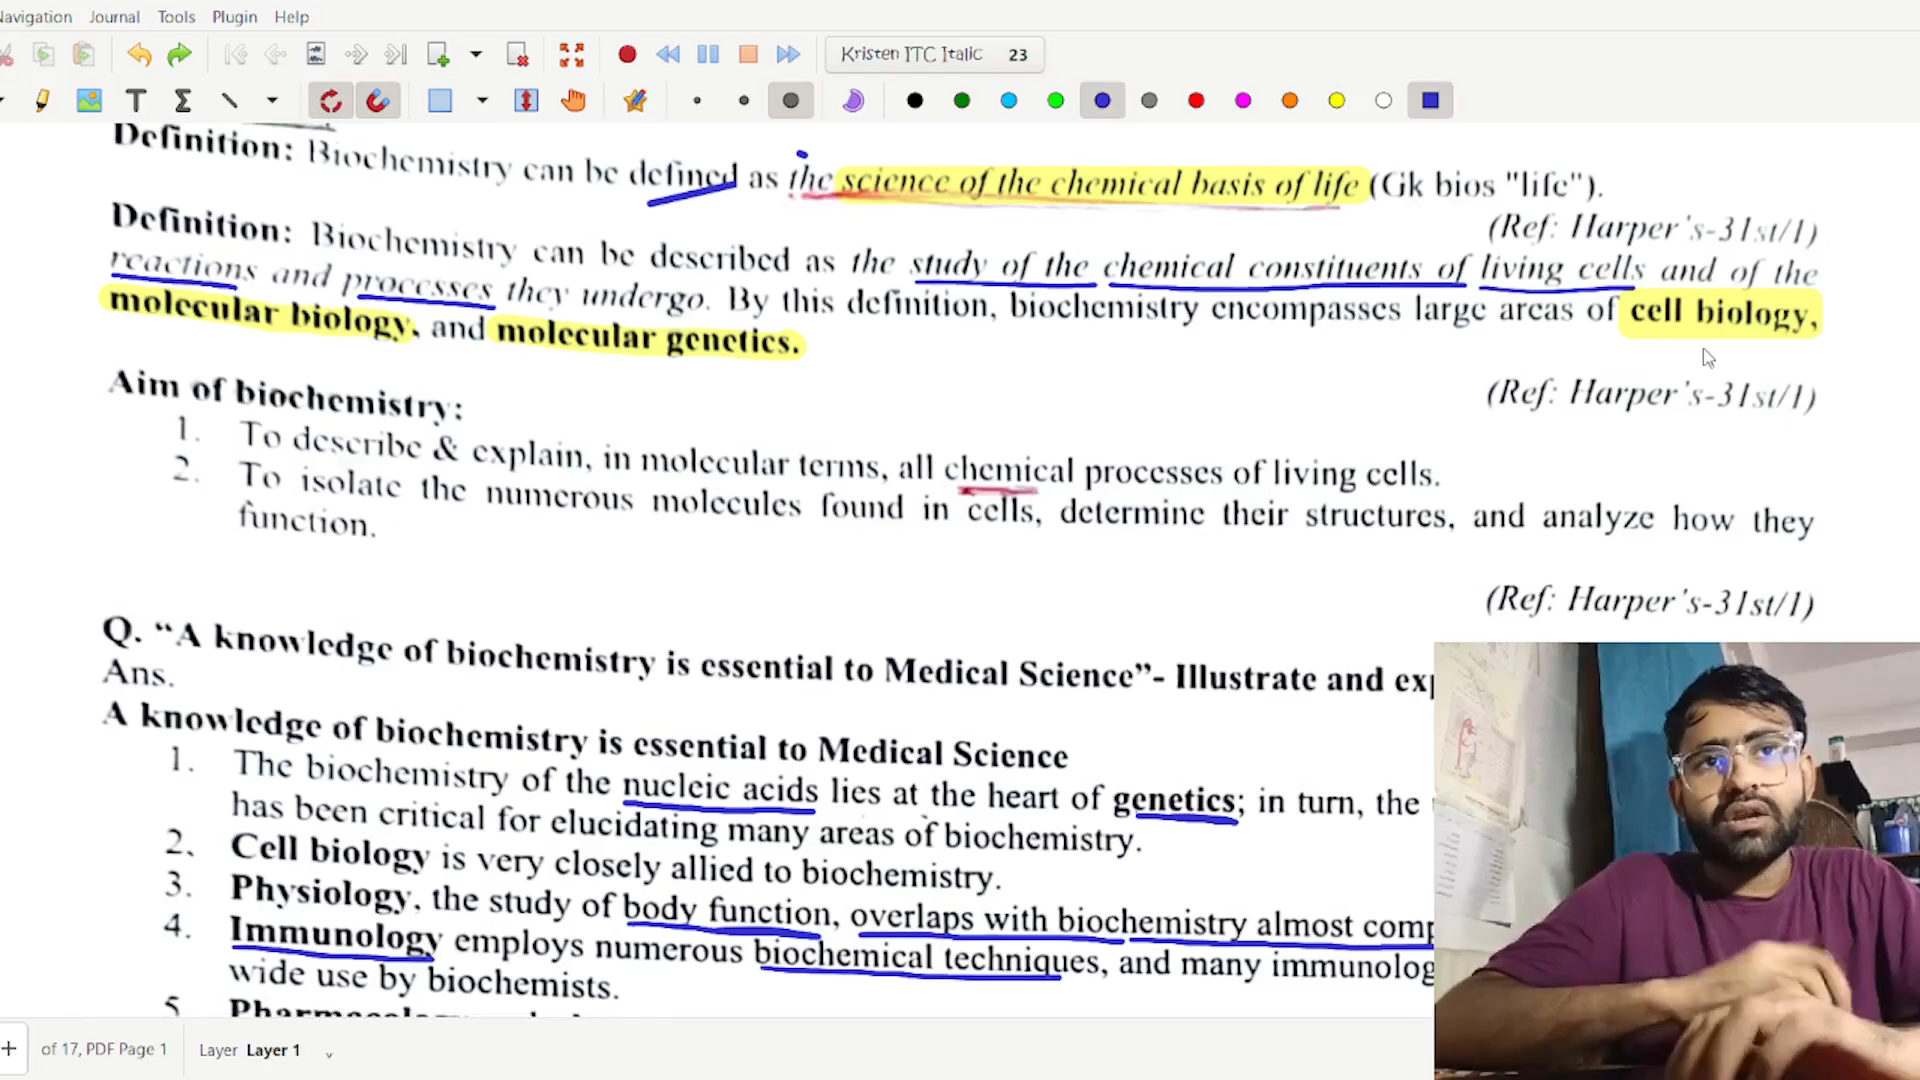 Navigation Journal Tools Plugin Help
Kristen ITC Italic 23
T Σ
Definition: Biochemistry can be defined as the science of the chemical basis of life (Gk bios "life").
(Ref: Harper's-31st/1)
Definition: Biochemistry can be described as the study of the chemical constituents of living cells and of the
reactions and processes they undergo. By this definition, biochemistry encompasses large areas of cell biology,
molecular biology, and molecular genetics.
(Ref: Harper's-31st/1)
Aim of biochemistry:
1. To describe & explain, in molecular terms, all chemical processes of living cells.
2. To isolate the numerous molecules found in cells, determine their structures, and analyze how they
function.
(Ref: Harper's-31st/1)
Q. “A knowledge of biochemistry is essential to Medical Science”- Illustrate and
Ans.
A knowledge of biochemistry is essential to Medical Science
1. The biochemistry of the nucleic acids lies at the heart of genetics; in turn, the
has been critical for elucidating many areas of biochemistry.
2. Cell biology is very closely allied to biochemistry.
3. Physiology, the study of body function, overlaps with biochemistry almost
4. Immunology employs numerous biochemical techniques, and many
wide use by biochemists.
5.
+ of 17, PDF Page 1 Layer Layer 1